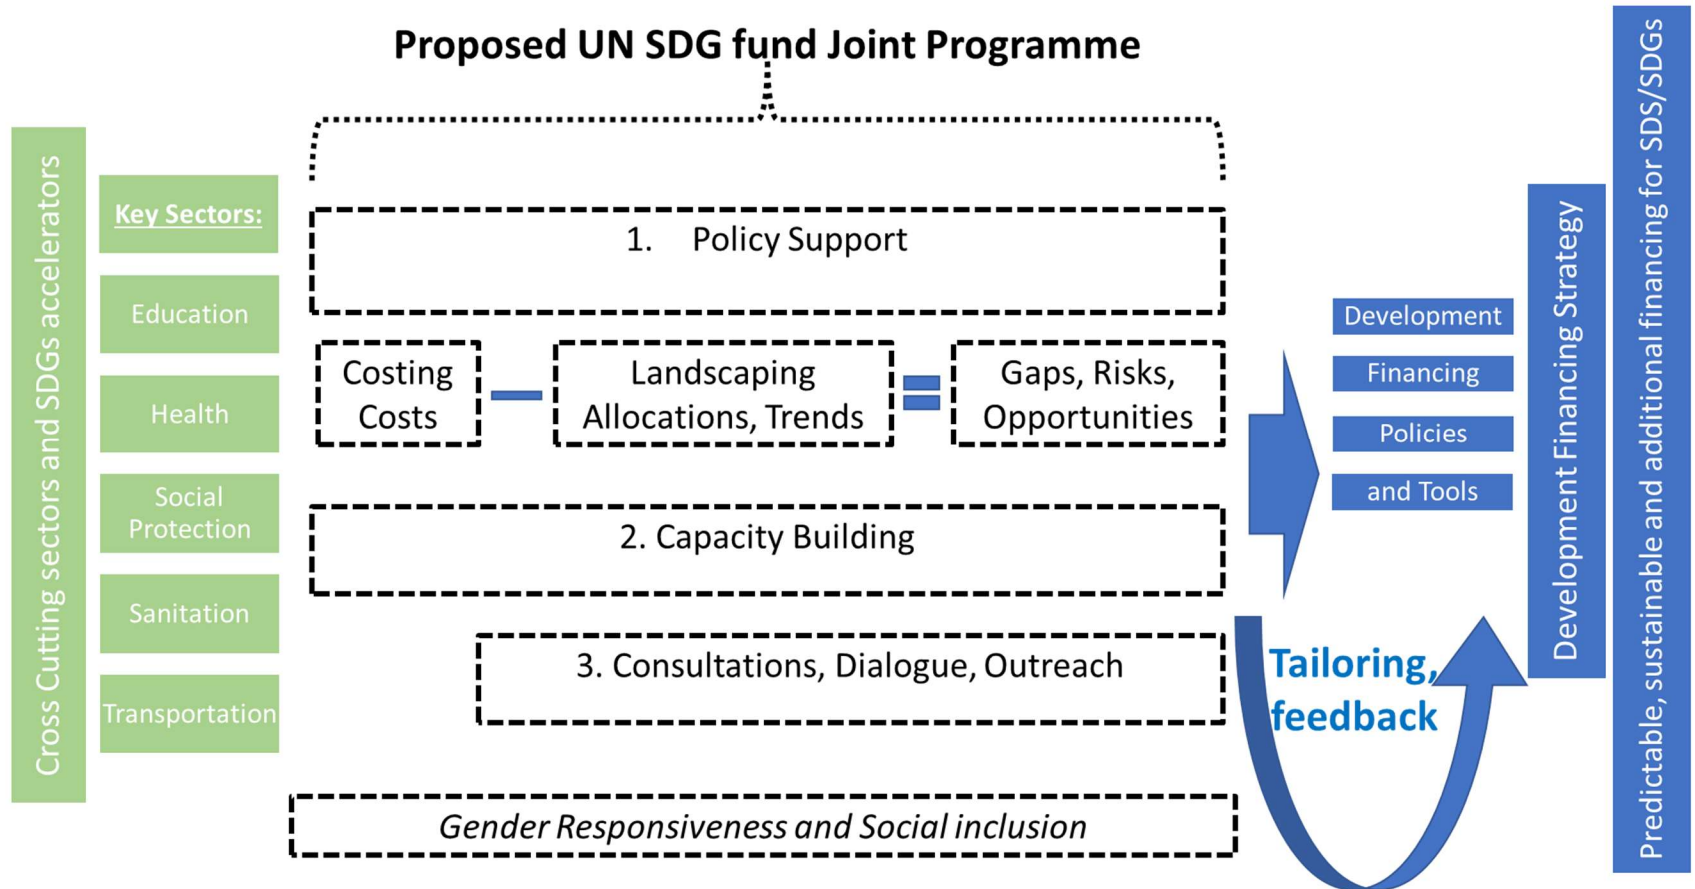 Proposed UN SDG fund Joint Programme
Cross Cutting sectors and SDGs accelerators
Key Sectors:
Education
Health
Social
Protection
Sanitation
Transportation
1. Policy Support
Costing
Costs
Landscaping
Allocations, Trends
Gaps, Risks,
Opportunities
2. Capacity Building
3. Consultations, Dialogue, Outreach
Gender Responsiveness and Social inclusion
Tailoring,
feedback
Development
Financing
Policies
and Tools
Development Financing Strategy
Predictable, sustainable and additional financing for SDS/SDGs